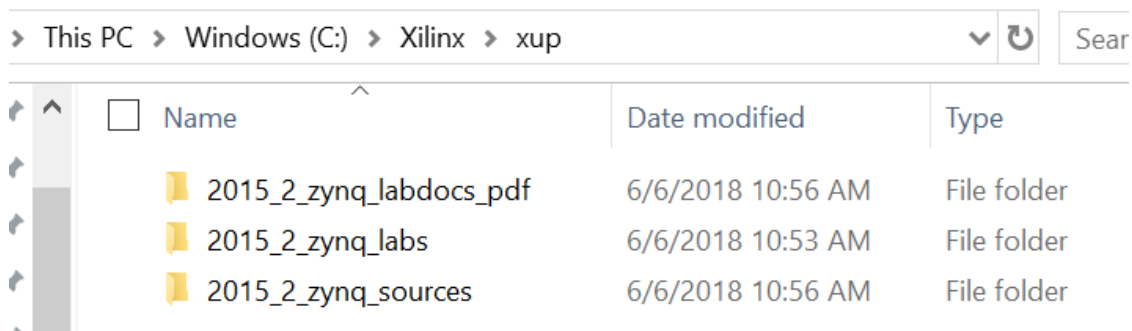 > This PC > Windows (C:) > Xilinx > xup Sear
Name Date modified Type
2015_2_zynq_labdocs_pdf 6/6/2018 10:56 AM File folder
2015_2_zynq_labs 6/6/2018 10:53 AM File folder
2015_2_zynq_sources 6/6/2018 10:56 AM File folder